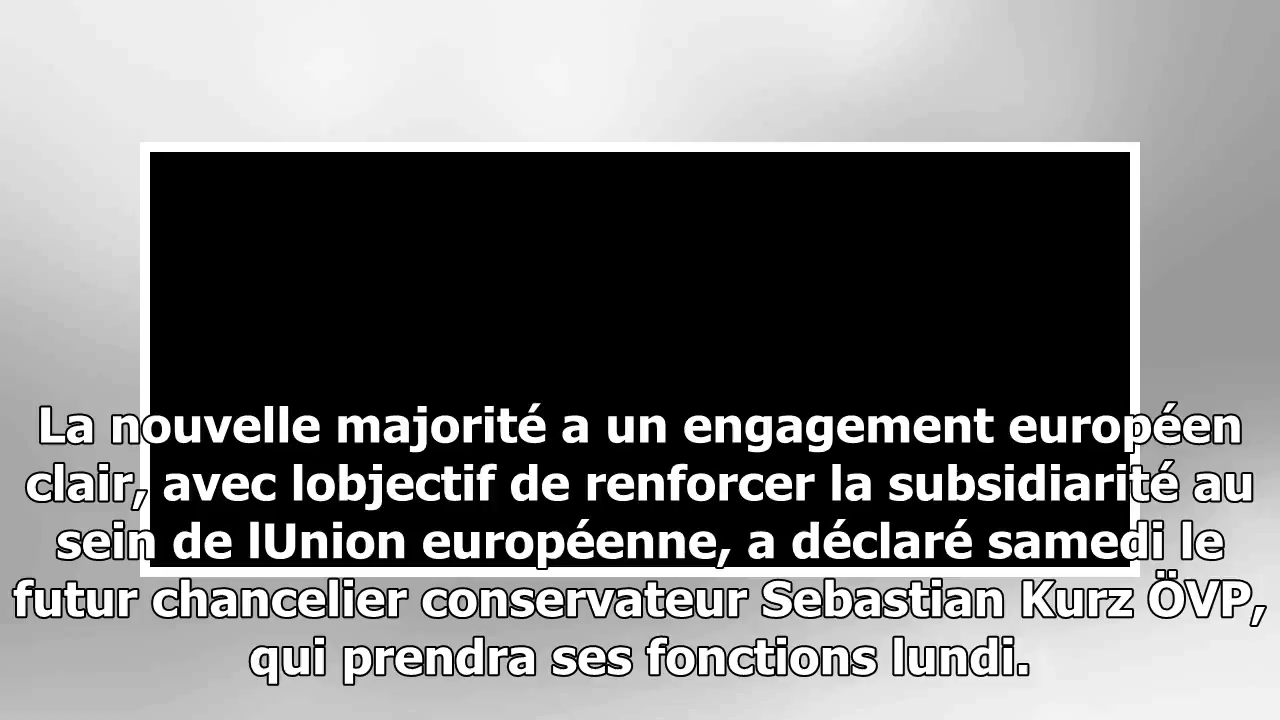 La nouvelle majorité a un engagement européen
clair, avec lobjectif de renforcer la subsidiarité au
sein de lUnion européenne, a déclaré samedi le
futur chancelier conservateur Sebastian Kurz ÖVP,
qui prendra ses fonctions lundi.